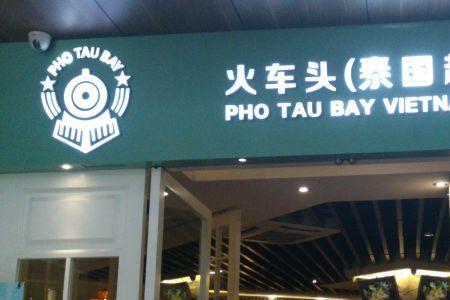 PHO TAU BAY
火车头(泰国
PHO TAU BAY VIETNA